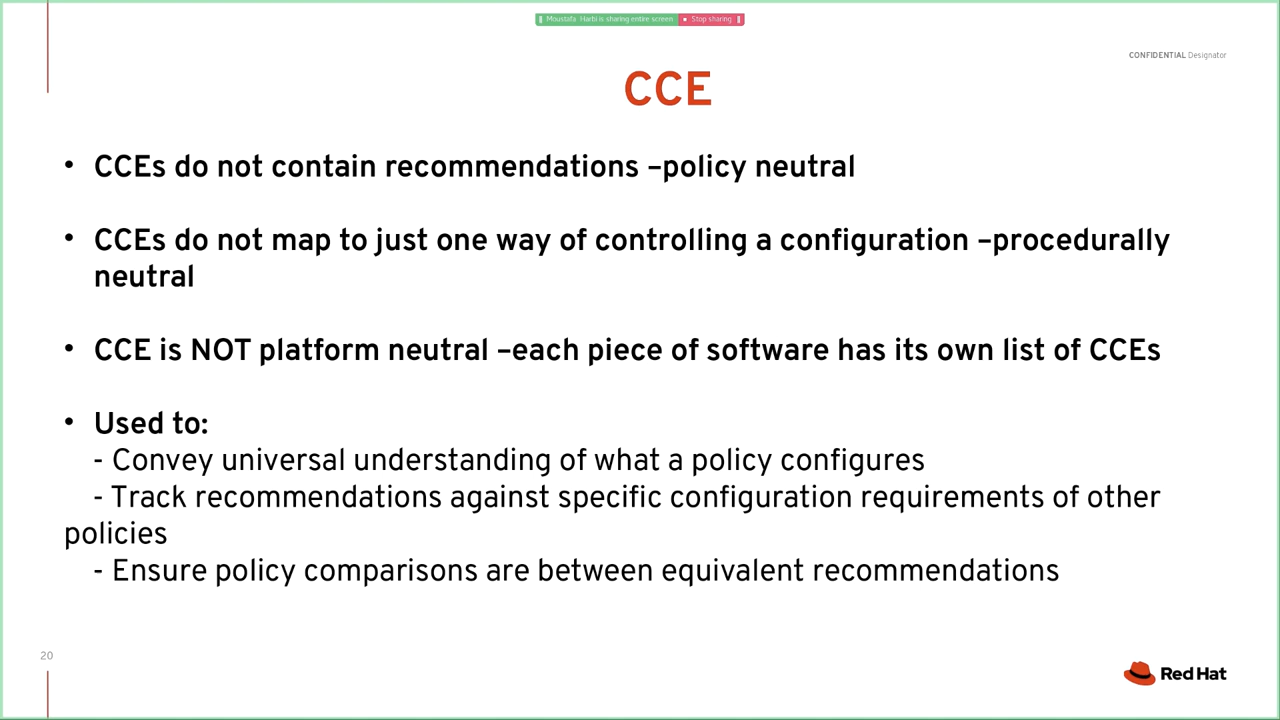 Moustafa Harbi is sharing entire screen Stop sharing
CONFIDENTIAL Designator
CCE
• CCEs do not contain recommendations –policy neutral
• CCEs do not map to just one way of controlling a configuration –procedurally
neutral
• CCE is NOT platform neutral –each piece of software has its own list of CCEs
• Used to:
- Convey universal understanding of what a policy configures
- Track recommendations against specific configuration requirements of other
policies
- Ensure policy comparisons are between equivalent recommendations
20
Red Hat